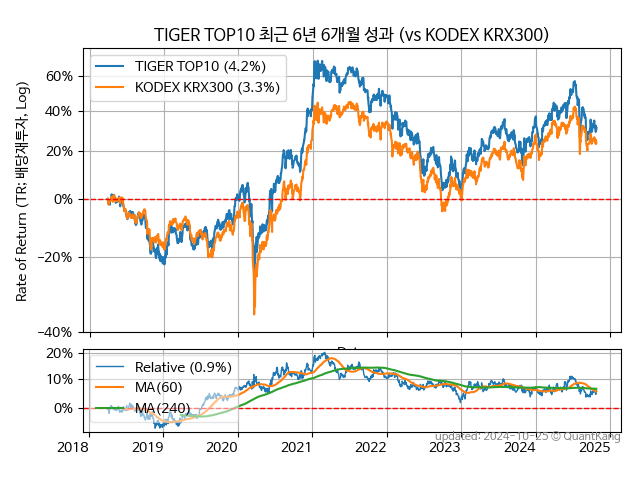 TIGER TOP10 최근 6년 6개월 성과 (vs KODEX KRX300)
TIGER TOP10 (4.2%)
KODEX KRX300 (3.3%)
60%
40%
20%
0%
−20%
−40%
Rate of Return (TR: 배당재투자, Log)
20%
10%
0%
Relative (0.9%)
MA(60)
MA(240)
updated: 2024-10-25 © QuantKang
2018 2019 2020 2021 2022 2023 2024 2025